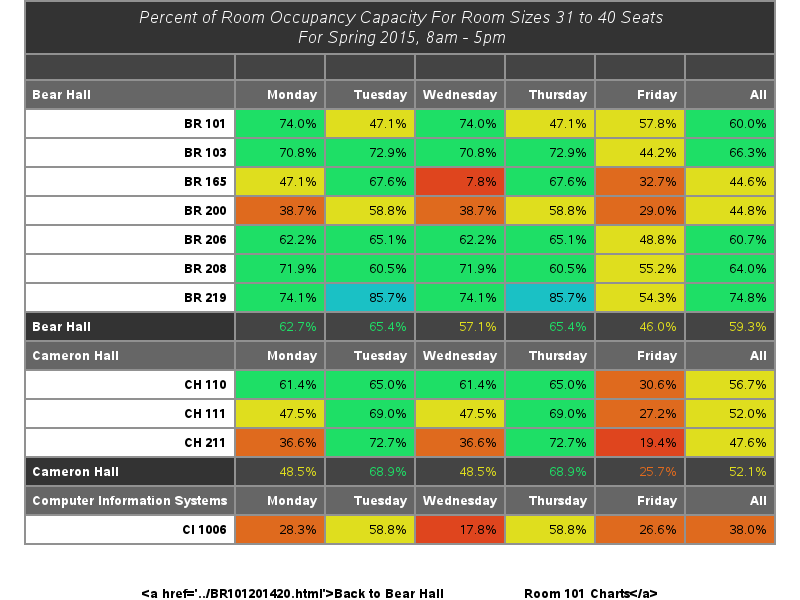 Percent of Room Occupancy Capacity For Room Sizes 31 to 40 Seats
For Spring 2015, 8am - 5pm
Bear Hall Monday Tuesday Wednesday Thursday Friday All
BR 101 74.0% 47.1% 74.0% 47.1% 57.8% 60.0%
BR 103 70.8% 72.9% 70.8% 72.9% 44.2% 66.3%
BR 165 47.1% 67.6% 7.8% 67.6% 32.7% 44.6%
BR 200 38.7% 58.8% 38.7% 58.8% 29.0% 44.8%
BR 206 62.2% 65.1% 62.2% 65.1% 48.8% 60.7%
BR 208 71.9% 60.5% 71.9% 60.5% 55.2% 64.0%
BR 219 74.1% 85.7% 74.1% 85.7% 54.3% 74.8%
Bear Hall 62.7% 65.4% 57.1% 65.4% 46.0% 59.3%
Cameron Hall Monday Tuesday Wednesday Thursday Friday All
CH 110 61.4% 65.0% 61.4% 65.0% 30.6% 56.7%
CH 111 47.5% 69.0% 47.5% 69.0% 27.2% 52.0%
CH 211 36.6% 72.7% 36.6% 72.7% 19.4% 47.6%
Cameron Hall 48.5% 68.9% 48.5% 68.9% 25.7% 52.1%
Computer Information Systems Monday Tuesday Wednesday Thursday Friday All
CI 1006 28.3% 58.8% 17.8% 58.8% 26.6% 38.0%
<a href='../BR101201420.html'>Back to Bear Hall Room 101 Charts</a>